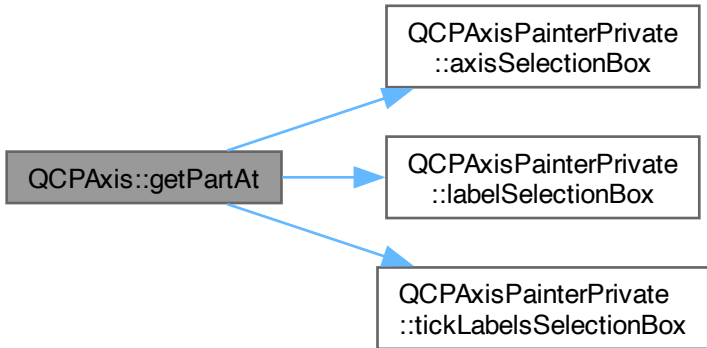 QCPAxisPainterPrivate
::axisSelectionBox
QCPAxis::getPartAt
QCPAxisPainterPrivate
::labelSelectionBox
QCPAxisPainterPrivate
::tickLabelsSelectionBox